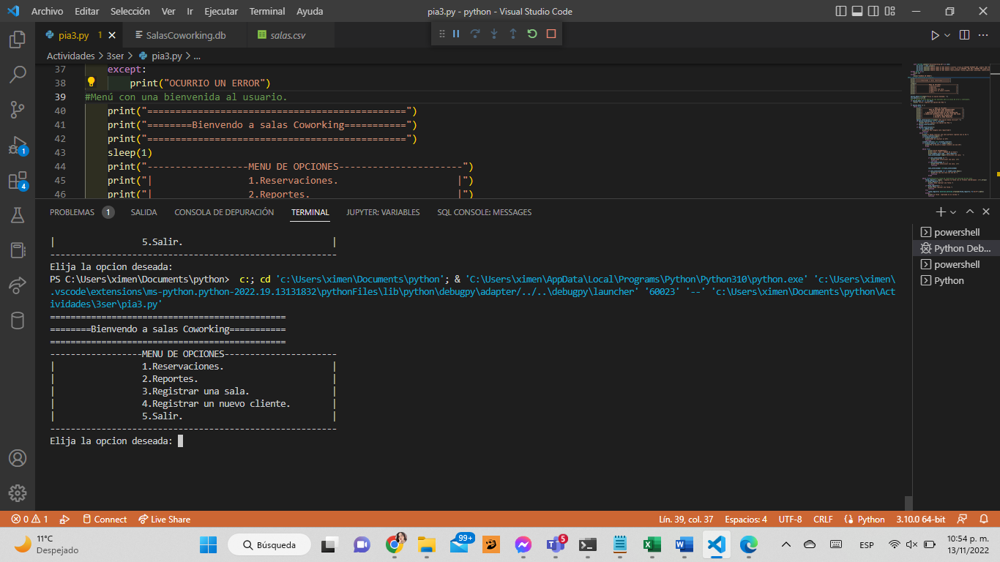 Archivo Editar Selección Ver Ir Ejecutar Terminal Ayuda
pia3.py - python - Visual Studio Code
pia3.py 1
SalasCoworking.db
salas.csv
Actividades > 3ser > pia3.py > ...
37 except:
38 print("OCURRIO UN ERROR")
39 #Menú con una bienvenida al usuario.
40 print("==============================================")
41 print("========Bienvendo a salas Coworking===========")
42 print("==============================================")
43 sleep(1)
44 print("------------------MENU DE OPCIONES----------------------")
45 print("| 1.Reservaciones. |")
46 print("| 2.Reportes. |")
PROBLEMAS 1 SALIDA CONSOLA DE DEPURACIÓN TERMINAL JUPYTER: VARIABLES SQL CONSOLE: MESSAGES
| 5.Salir. |
--------------------------------------------------------
Elija la opcion deseada:
PS C:\Users\ximen\Documents\python> c:; cd 'c:\Users\ximen\Documents\python'; & 'C:\Users\ximen\AppData\Local\Programs\Python\Python310\python.exe' 'c:\Users\ximen\
.vscode\extensions\ms-python.python-2022.19.13131832\pythonFiles\lib\python\debugpy\adapter/../..\debugpy\launcher' '60023' '--' 'c:\Users\ximen\Documents\python\Act
ividades\3ser\pia3.py'
==============================================
========Bienvendo a salas Coworking===========
==============================================
------------------MENU DE OPCIONES----------------------
| 1.Reservaciones. |
| 2.Reportes. |
| 3.Registrar una sala. |
| 4.Registrar un nuevo cliente. |
| 5.Salir. |
--------------------------------------------------------
Elija la opcion deseada:
powershell
Python Deb...
powershell
Python
1
4
0 1 Connect Live Share
Lín. 39, col. 37 Espacios: 4 UTF-8 CRLF Python 3.10.0 64-bit
11°C
Despejado
Búsqueda
99+
5
ESP
10:54 p. m.
13/11/2022